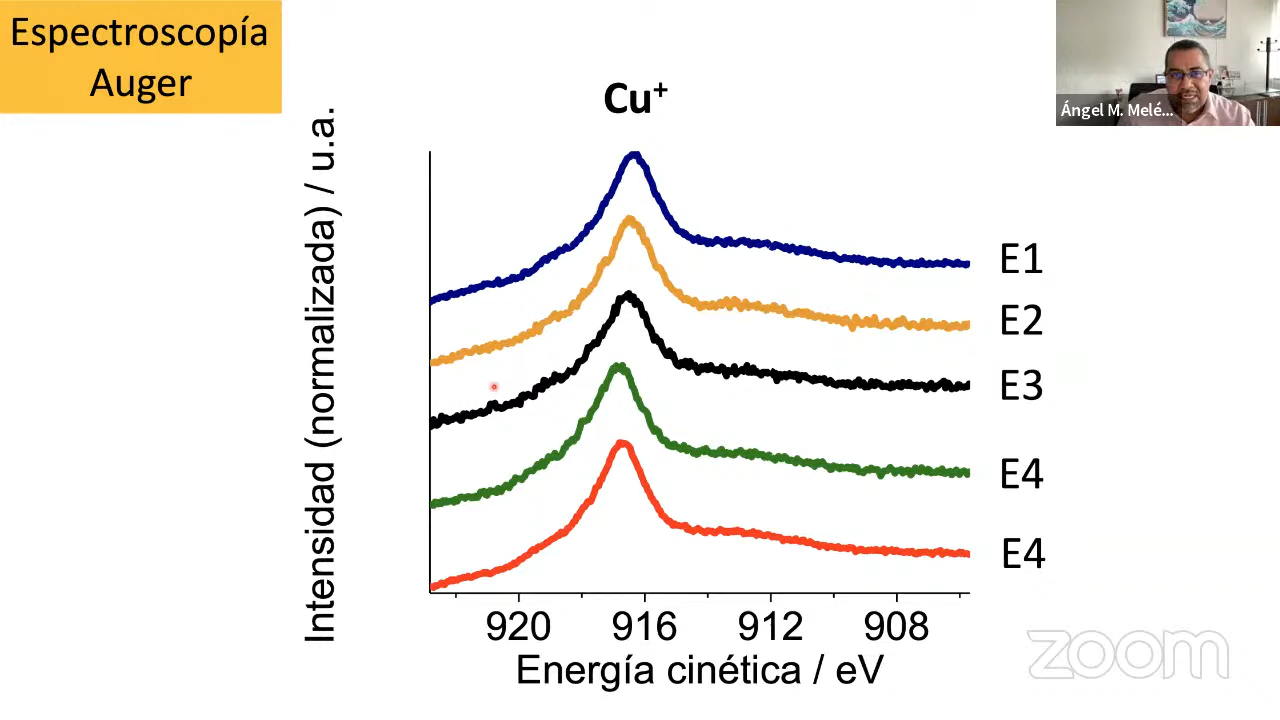 Espectroscopía
Auger
Ángel M. Melé...
Cu⁺
Intensidad (normalizada) / u.a.
E1
E2
E3
E4
E4
920 916 912 908
Energía cinética / eV
zoom